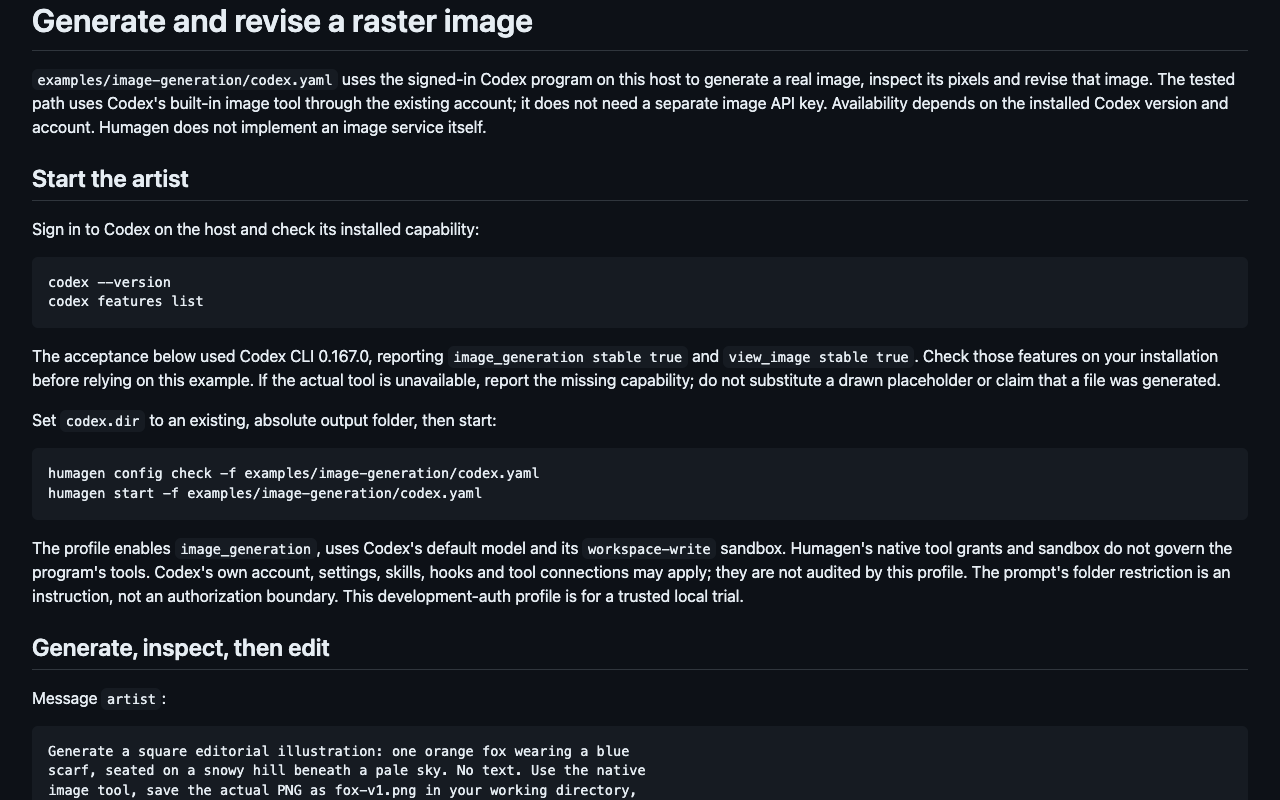 Generate and revise a raster image
examples/image-generation/codex.yaml uses the signed-in Codex program on this host to generate a real image, inspect its pixels and revise that image. The tested
path uses Codex's built-in image tool through the existing account; it does not need a separate image API key. Availability depends on the installed Codex version and
account. Humagen does not implement an image service itself.
Start the artist
Sign in to Codex on the host and check its installed capability:
codex --version
codex features list
The acceptance below used Codex CLI 0.167.0, reporting image_generation stable true and view_image stable true. Check those features on your installation
before relying on this example. If the actual tool is unavailable, report the missing capability; do not substitute a drawn placeholder or claim that a file was generated.
Set codex.dir to an existing, absolute output folder, then start:
humagen config check -f examples/image-generation/codex.yaml
humagen start -f examples/image-generation/codex.yaml
The profile enables image_generation, uses Codex's default model and its workspace-write sandbox. Humagen's native tool grants and sandbox do not govern the
program's tools. Codex's own account, settings, skills, hooks and tool connections may apply; they are not audited by this profile. The prompt's folder restriction is an
instruction, not an authorization boundary. This development-auth profile is for a trusted local trial.
Generate, inspect, then edit
Message artist:
Generate a square editorial illustration: one orange fox wearing a blue
scarf, seated on a snowy hill beneath a pale sky. No text. Use the native
image tool, save the actual PNG as fox-v1.png in your working directory,